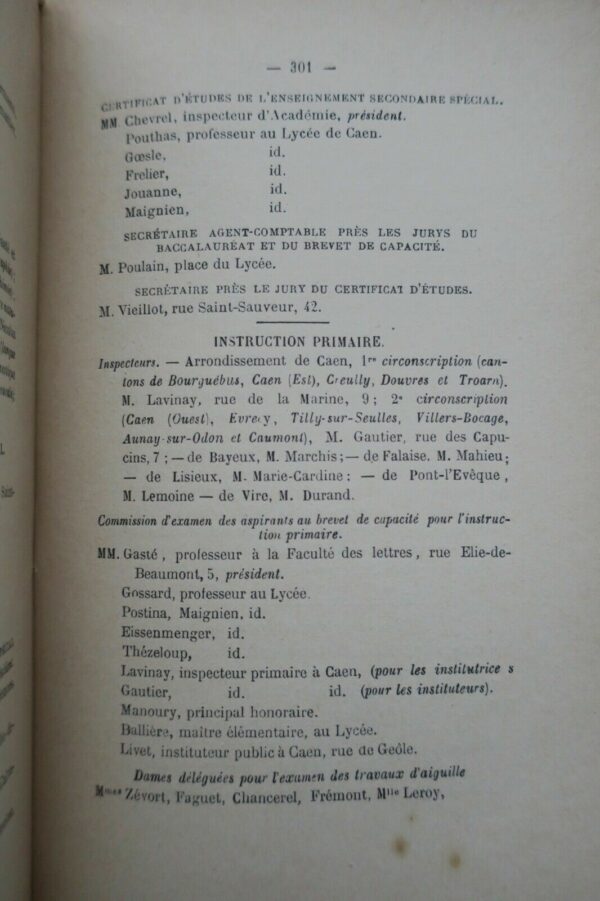 — 301 —
CERTIFICAT D'ÉTUDES DE L'ENSEIGNEMENT SECONDAIRE SPÉCIAL.
MM Chevrel, inspecteur d'Académie, président.
Pouthas, professeur au Lycée de Caen.
Gœsle, id.
Frelier, id.
Jouanne, id.
Maignien, id.
SECRÉTAIRE AGENT-COMPTABLE PRÈS LES JURYS DU
BACCALAURÉAT ET DU BREVET DE CAPACITÉ.
M. Poulain, place du Lycée.
SECRÉTAIRE PRÈS LE JURY DU CERTIFICAT D'ÉTUDES.
M. Vieillot, rue Saint-Sauveur, 42.
INSTRUCTION PRIMAIRE.
Inspecteurs. — Arrondissement de Caen, 1re circonscription (can-
tons de Bourguébus, Caen (Est), Creully, Douvres et Troarn).
M. Lavinay, rue de la Marine, 9; 2e circonscription
(Caen (Ouest), Evrecy, Tilly-sur-Seulles, Villers-Bocage,
Aunay-sur-Odon et Caumont), M. Gautier, rue des Capu-
cins, 7; — de Bayeux, M. Marchis; — de Falaise. M. Mahieu;
— de Lisieux, M. Marie-Cardine; — de Pont-l'Evêque,
M. Lemoine — de Vire, M. Durand.
Commission d'examen des aspirants au brevet de capacité pour l'instruc-
tion primaire.
MM. Gasté, professeur à la Faculté des lettres, rue Elie-de-
Beaumont, 5, président.
Gossard, professeur au Lycée.
Postina, Maignien, id.
Eissenmenger, id.
Thézeloup, id.
Lavinay, inspecteur primaire à Caen, (pour les institutrice s
Gautier, id. id. (pour les instituteurs).
Manoury, principal honoraire.
Ballière, maître élémentaire, au Lycée.
Livet, instituteur public à Caen, rue de Geôle.
Dames déléguées pour l'examen des travaux d'aiguille
Mmes Zévort, Faguet, Chancerel, Frémont, Mlle Leroy,